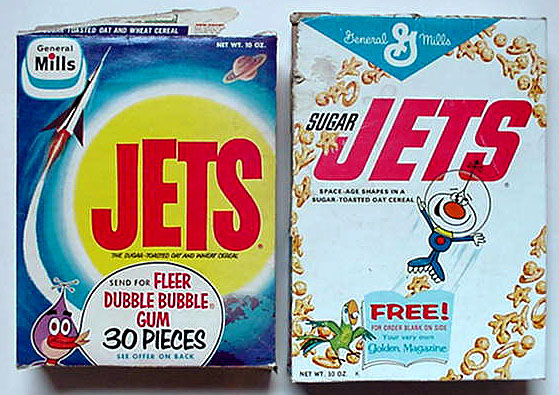 SUGAR TOASTED OAT AND WHEAT CEREAL
General
Mills
NET WT. 10 OZ.
JETS®
THE SUGAR-TOASTED OAT AND WHEAT CEREAL
SEND FOR FLEER
DUBBLE BUBBLE®
GUM
30 PIECES
SEE OFFER ON BACK
General G Mills
SUGAR
JETS®
SPACE-AGE SHAPES IN A
SUGAR-TOASTED OAT CEREAL
FREE!
FOR ORDER BLANK ON SIDE
Your very own
Golden Magazine
NET WT. 10 OZ. K